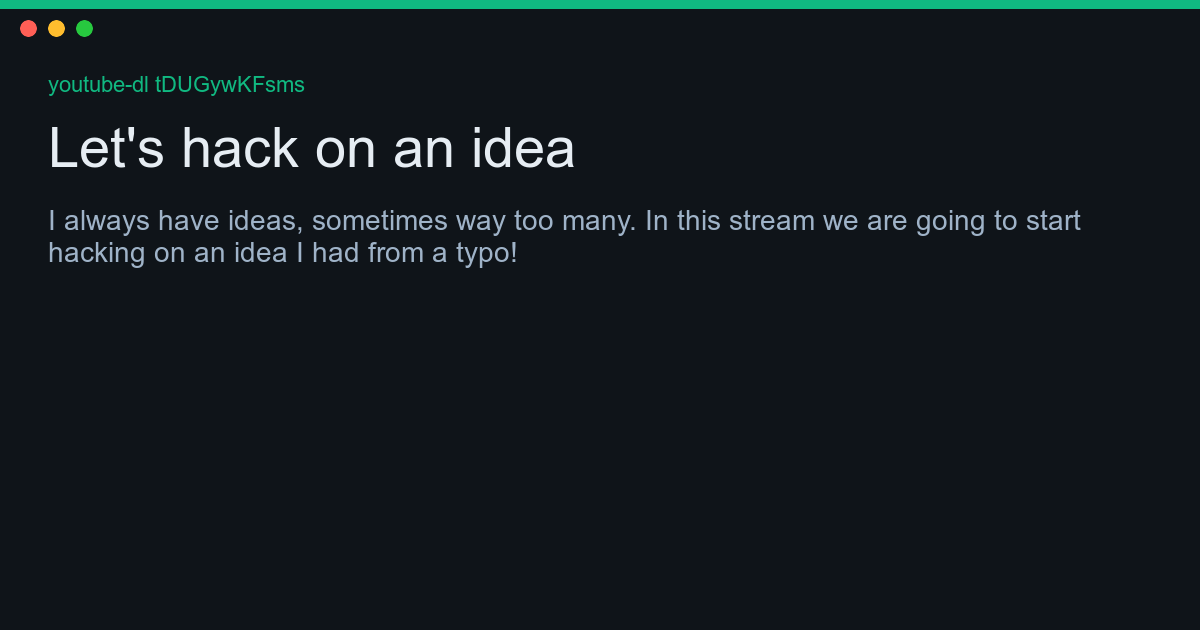 youtube-dl tDUGywKFsms
Let's hack on an idea
I always have ideas, sometimes way too many. In this stream we are going to start
hacking on an idea I had from a typo!